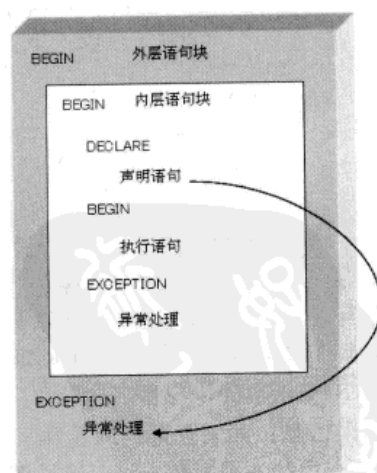 BEGIN 外层语句块
BEGIN 内层语句块
DECLARE
声明语句
BEGIN
执行语句
EXCEPTION
异常处理
EXCEPTION
异常处理